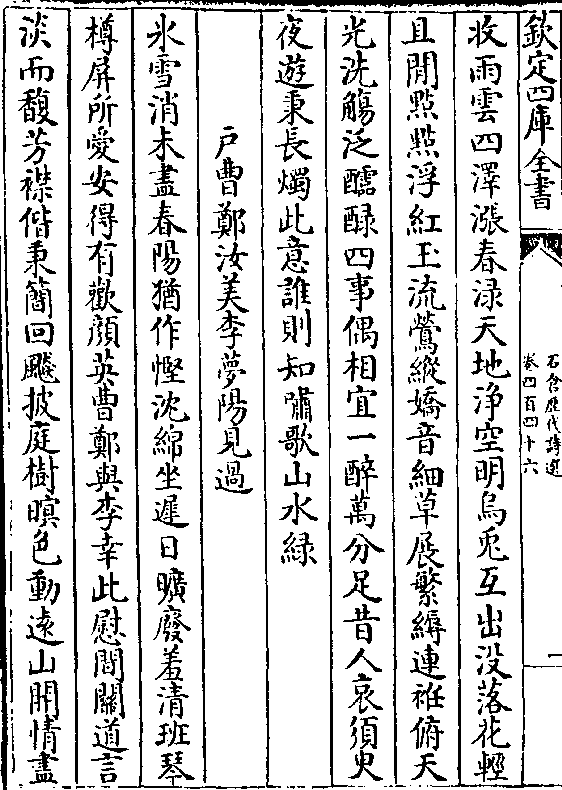 欽定四庫全書
石倉歷代詩選
卷四百四十六
一
收雨雲四澤漲春渌天地浄空明烏兎互出没落花輕
且閒㸃㸃浮紅玉流鶯縱嬌音細草展繁縟連袵俯天
光洗觴泛醽醁四事偶相宜一醉萬分足昔人哀須臾
夜遊秉長燭此意誰則知嘯歌山水緑
戸曹鄭汝美李夢陽見過
氷雪消未盡春陽猶作慳沈綿坐遲日曠廢羞清班琴
樽屏所愛安得有歡顔英曹鄭與李幸此慰間關道言
淡而馥芳襟偕秉簡回飈披庭樹暝色動逺山開情盡